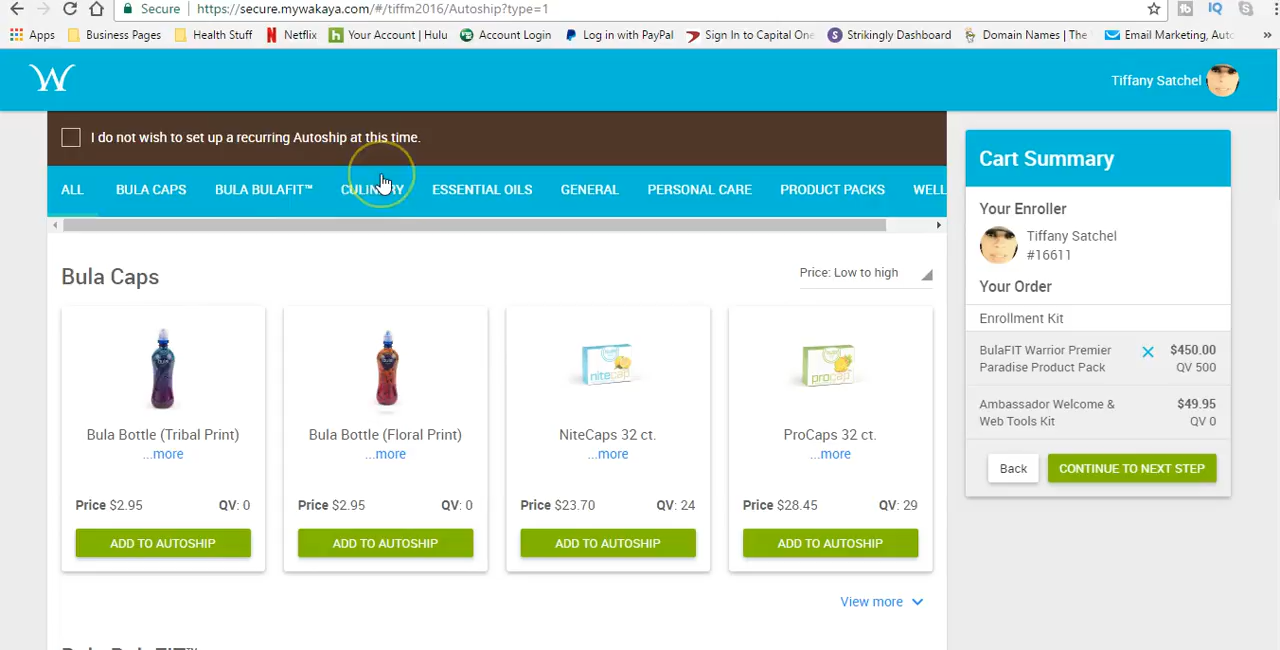 Secure https://secure.mywakaya.com/#/tiffm2016/Autoship?type=1
Apps Business Pages Health Stuff Netflix Your Account | Hulu Account Login Log in with PayPal Sign In to Capital One Strikingly Dashboard Domain Names | The Email Marketing, Auto »
W
Tiffany Satchel
I do not wish to set up a recurring Autoship at this time.
ALL BULA CAPS BULA BULAFIT™ CULINARY ESSENTIAL OILS GENERAL PERSONAL CARE PRODUCT PACKS WELL
Bula Caps
Price: Low to high
nitecap
procap
Bula Bottle (Tribal Print) Bula Bottle (Floral Print) NiteCaps 32 ct. ProCaps 32 ct.
...more ...more ...more ...more
Price $2.95 QV: 0 Price $2.95 QV: 0 Price $23.70 QV: 24 Price $28.45 QV: 29
ADD TO AUTOSHIP ADD TO AUTOSHIP ADD TO AUTOSHIP ADD TO AUTOSHIP
View more
Cart Summary
Your Enroller
Tiffany Satchel
#16611
Your Order
Enrollment Kit
BulaFIT Warrior Premier $450.00
Paradise Product Pack QV 500
Ambassador Welcome & $49.95
Web Tools Kit QV 0
Back CONTINUE TO NEXT STEP